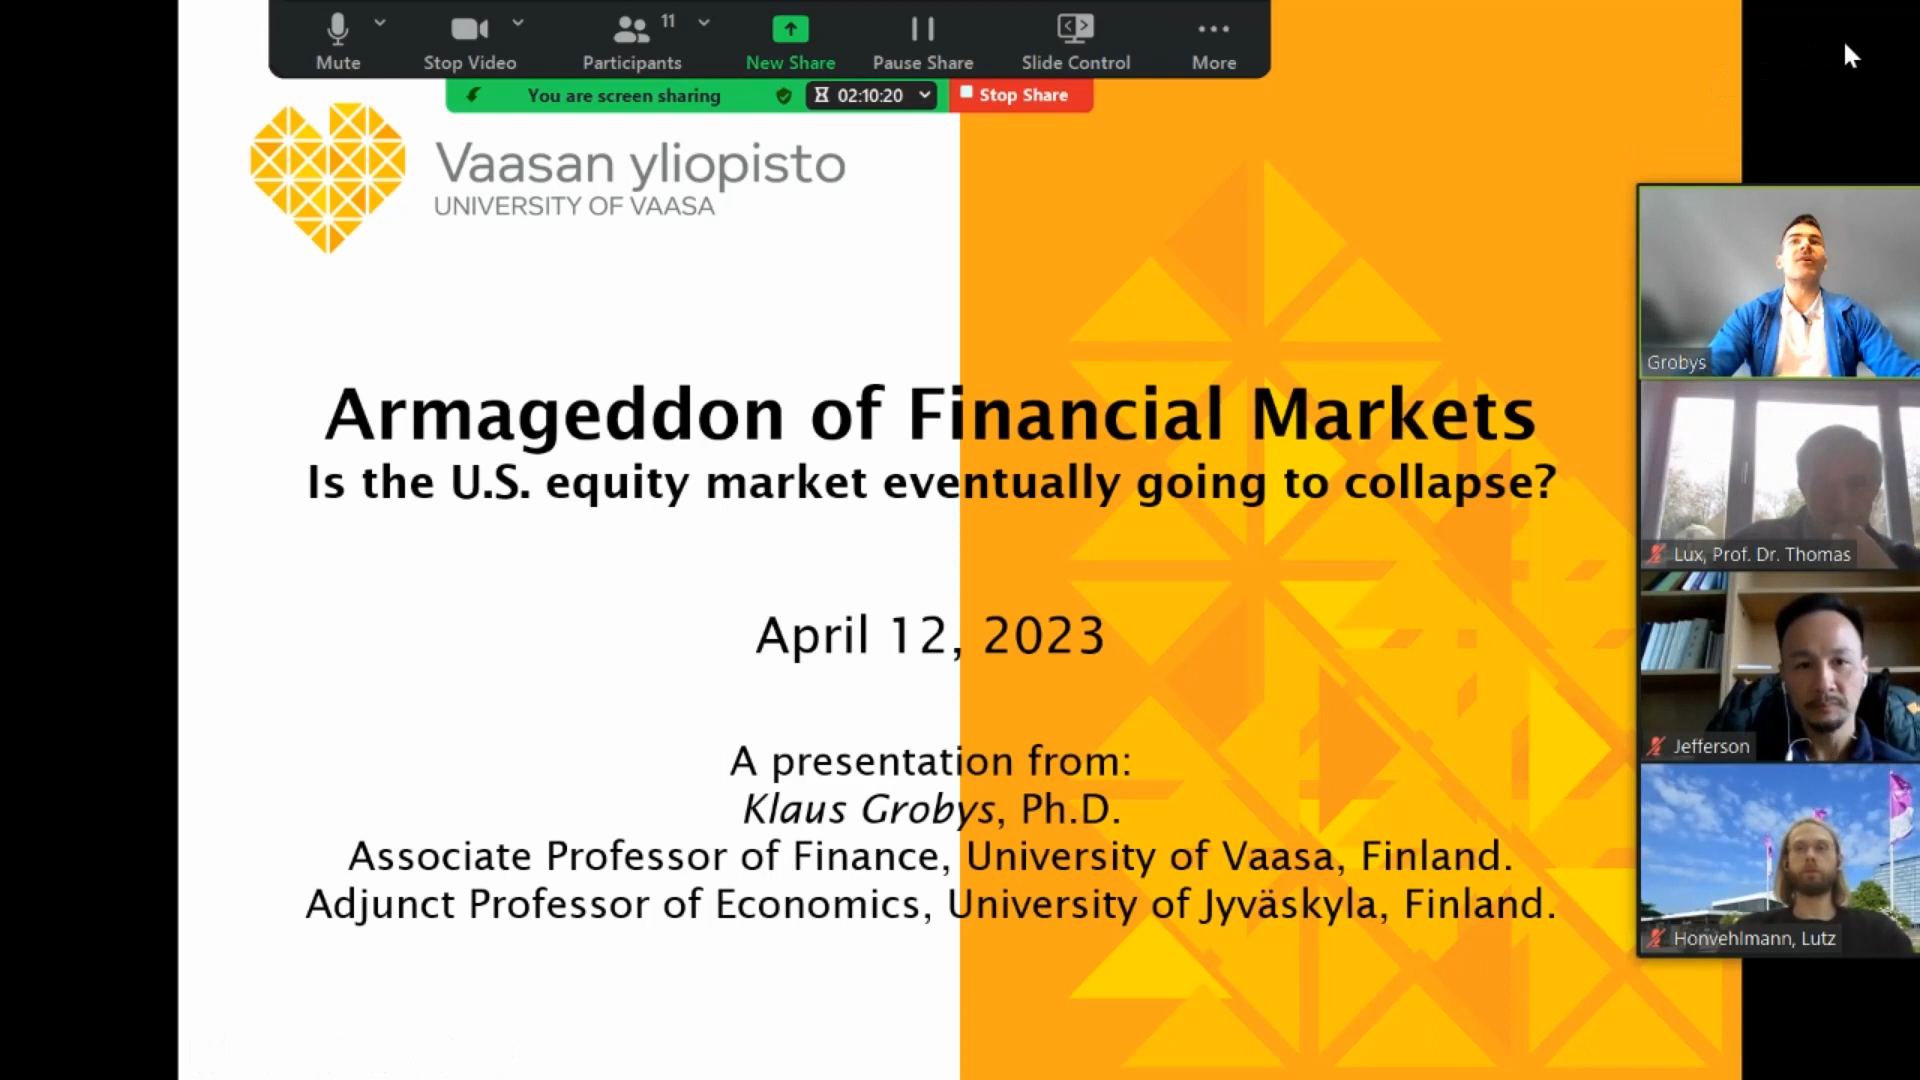 Mute
Stop Video
11
Participants
New Share
Pause Share
Slide Control
More
You are screen sharing
02:10:20
Stop Share
Vaasan yliopisto
UNIVERSITY OF VAASA
Armageddon of Financial Markets
Is the U.S. equity market eventually going to collapse?
April 12, 2023
A presentation from:
Klaus Grobys, Ph.D.
Associate Professor of Finance, University of Vaasa, Finland.
Adjunct Professor of Economics, University of Jyväskyla, Finland.
Grobys
Lux, Prof. Dr. Thomas
Jefferson
Honvehlmann, Lutz